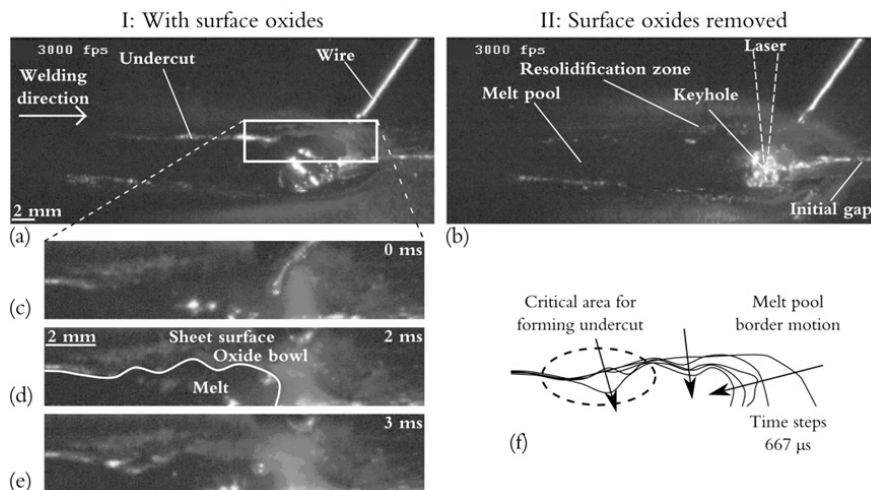 I: With surface oxides
II: Surface oxides removed
3000 fps
Undercut
Wire
Welding
direction
2 mm
(a)
3000 fps
Laser
Resolidification zone
Melt pool
Keyhole
Initial gap
(b)
0 ms
(c)
2 mm
Sheet surface
2 ms
Oxide bowl
Melt
(d)
3 ms
(e)
Critical area for
forming undercut
Melt pool
border motion
Time steps
667 µs
(f)